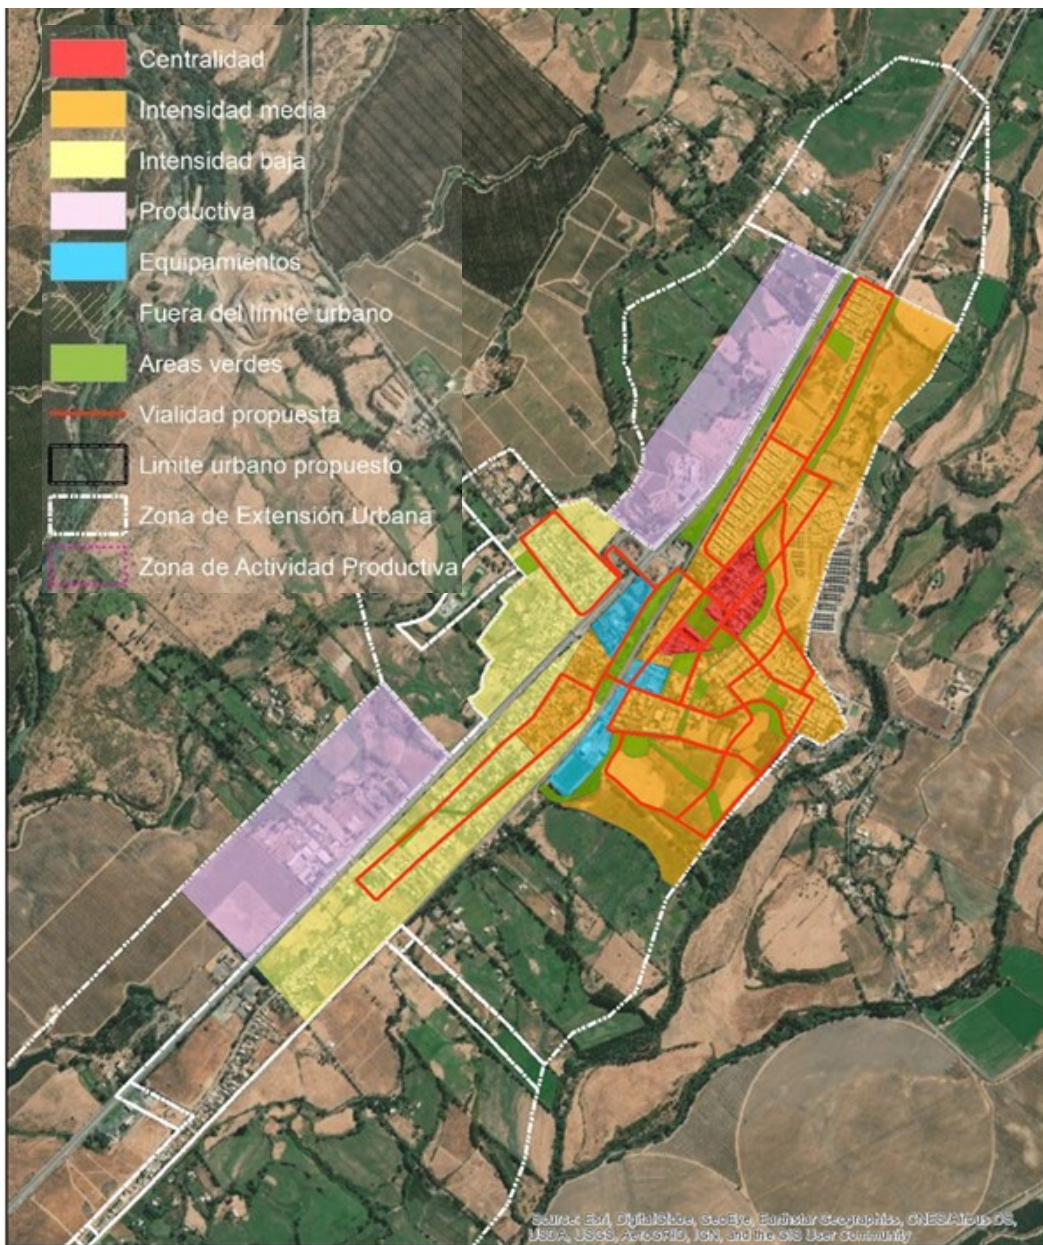 Centralidad
Intensidad media
Intensidad baja
Productiva
Equipamientos
Fuera del límite urbano
Areas verdes
Vialidad propuesta
Limite urbano propuesto
Zona de Extensión Urbana
Zona de Actividad Productiva
Source: Esri, DigitalGlobe, GeoEye, Earthstar Geographics, CNES/Airbus DS,
USDA, USGS, AeroGRID, IGN, and the GIS User Community